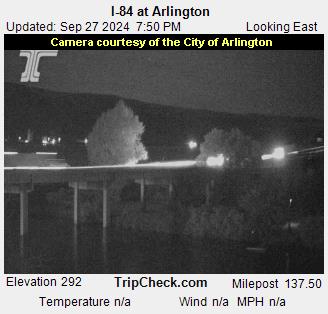 I-84 at Arlington
Updated: Sep 27 2024 7:50 PM Looking East
Camera courtesy of the City of Arlington
Elevation 292 TripCheck.com Milepost 137.50
Temperature n/a Wind n/a MPH n/a